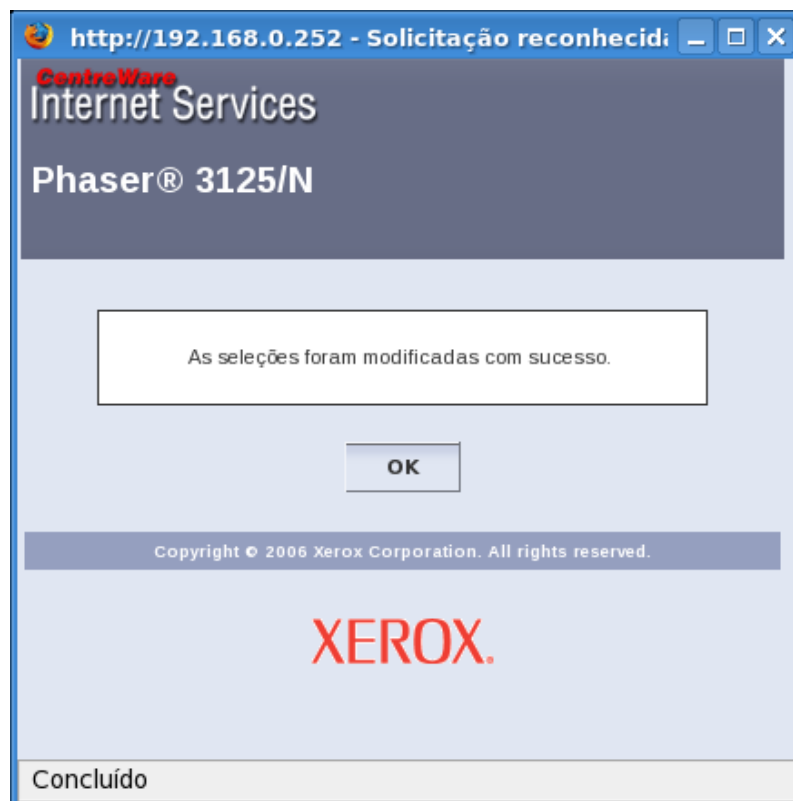 http://192.168.0.252 - Solicitação reconhecida
CentreWare
Internet Services
Phaser® 3125/N
As seleções foram modificadas com sucesso.
OK
Copyright © 2006 Xerox Corporation. All rights reserved.
XEROX.
Concluído